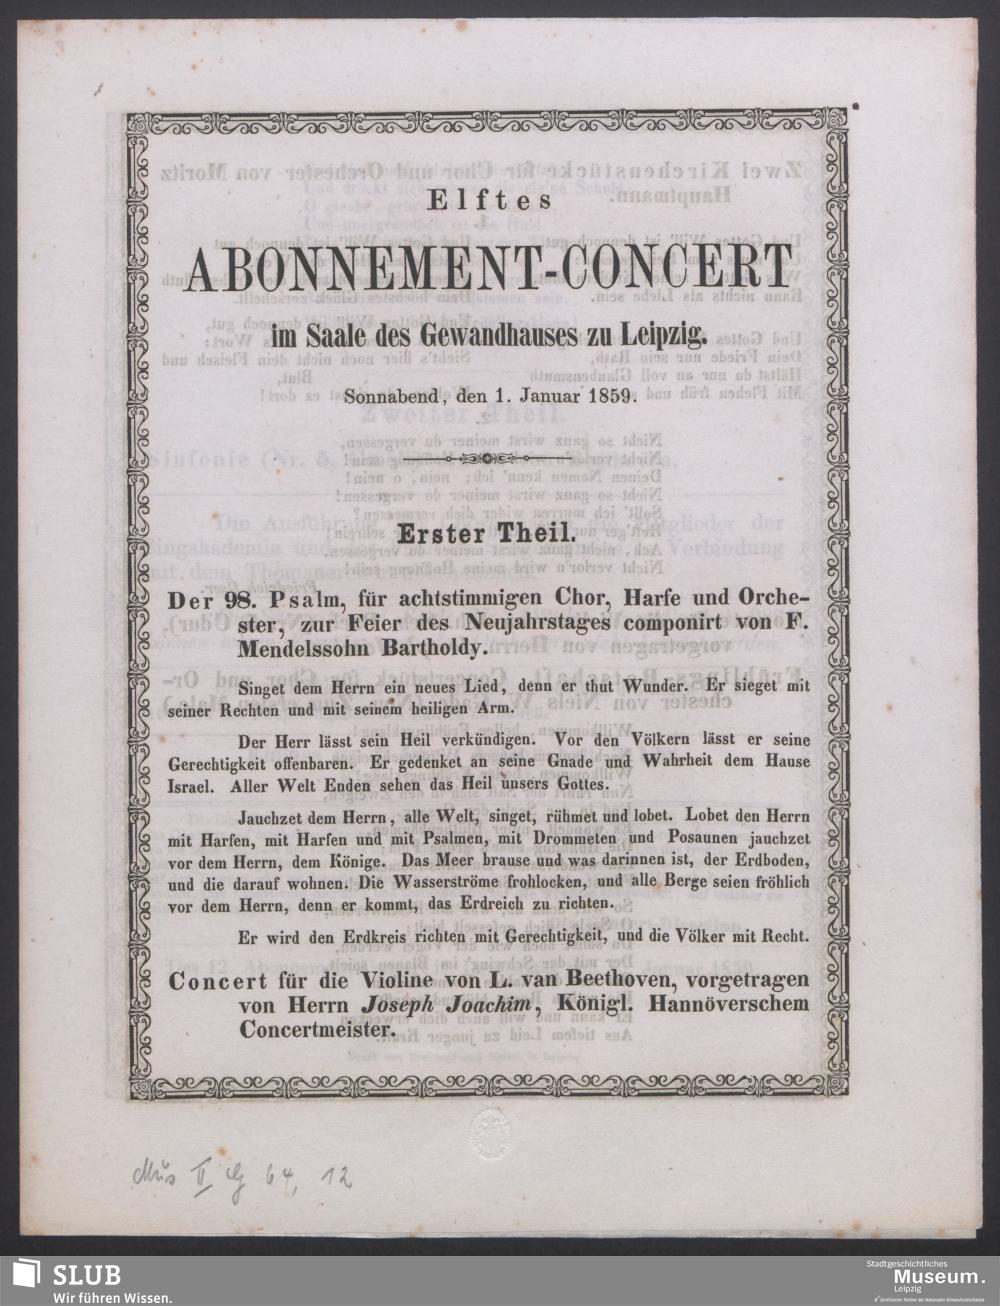 Elftes
ABONNEMENT-CONCERT
im Saale des Gewandhauses zu Leipzig.
Sonnabend, den 1. Januar 1859.
Erster Theil.
Der 98. Psalm, für achtstimmigen Chor, Harfe und Orche-
ster, zur Feier des Neujahrstages componirt von F.
Mendelssohn Bartholdy.
Singet dem Herrn ein neues Lied, denn er thut Wunder. Er sieget mit
seiner Rechten und mit seinem heiligen Arm.
Der Herr lässt sein Heil verkündigen. Vor den Völkern lässt er seine
Gerechtigkeit offenbaren. Er gedenket an seine Gnade und Wahrheit dem Hause
Israel. Aller Welt Enden sehen das Heil unsers Gottes.
Jauchzet dem Herrn, alle Welt, singet, rühmet und lobet. Lobet den Herrn
mit Harfen, mit Harfen und mit Psalmen, mit Drommeten und Posaunen jauchzet
vor dem Herrn, dem Könige. Das Meer brause und was darinnen ist, der Erdboden,
und die darauf wohnen. Die Wasserströme frohlocken, und alle Berge seien fröhlich
vor dem Herrn, denn er kommt, das Erdreich zu richten.
Er wird den Erdkreis richten mit Gerechtigkeit, und die Völker mit Recht.
Concert für die Violine von L. van Beethoven, vorgetragen
von Herrn Joseph Joachim, Königl. Hannöverschem
Concertmeister.
Mus II 64, 12
SLUB
Wir führen Wissen.
Stadtgeschichtliches
Museum.
Leipzig
Zertifizierter Partner der Nationalen Klimaschutzinitiative